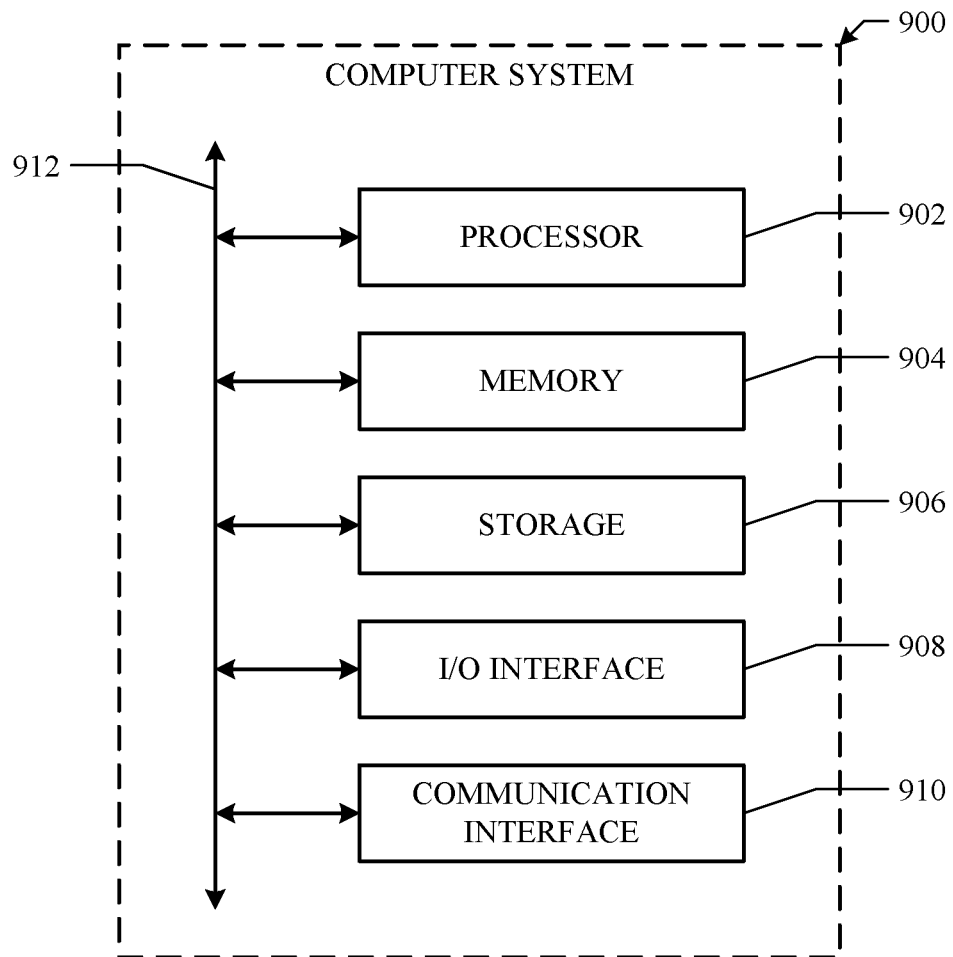 900
COMPUTER SYSTEM
912
902
PROCESSOR
904
MEMORY
906
STORAGE
908
I/O INTERFACE
910
COMMUNICATION
INTERFACE